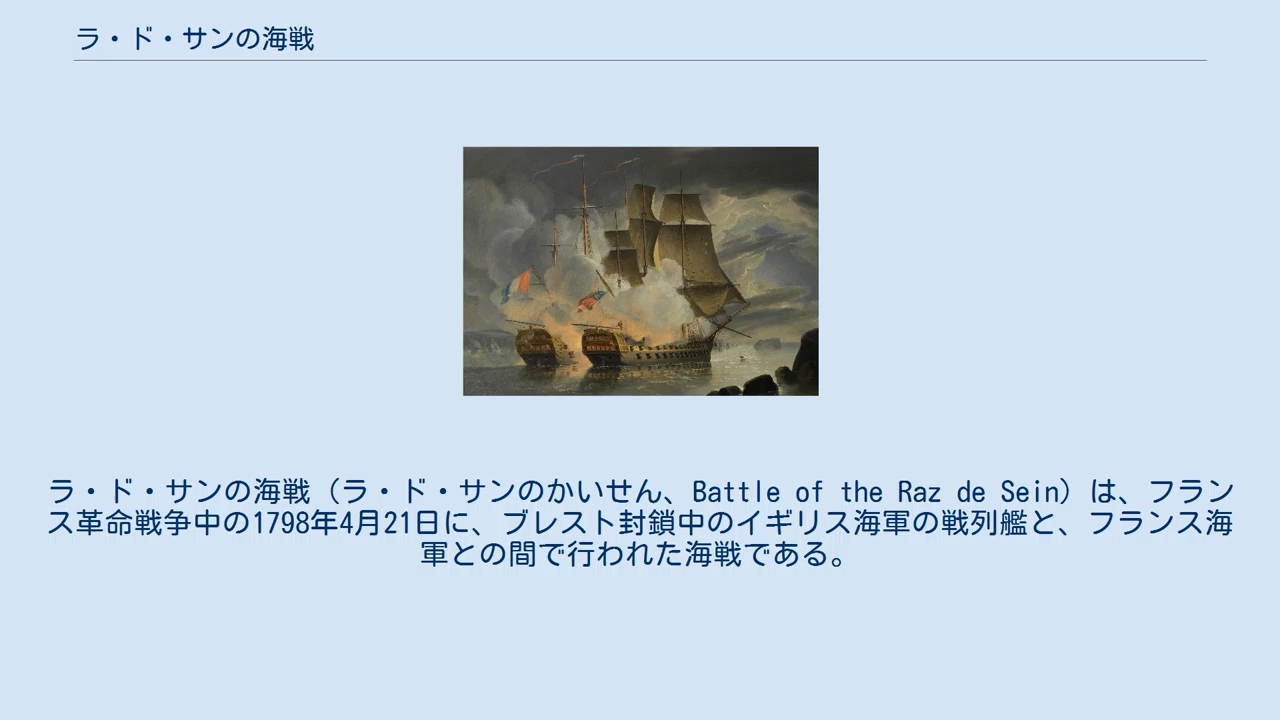 ラ・ド・サンの海戦
ラ・ド・サンの海戦（ラ・ド・サンのかいせん、Battle of the Raz de Sein）は、フラン
ス革命戦争中の1798年4月21日に、ブレスト封鎖中のイギリス海軍の戦列艦と、フランス海
軍との間で行われた海戦である。